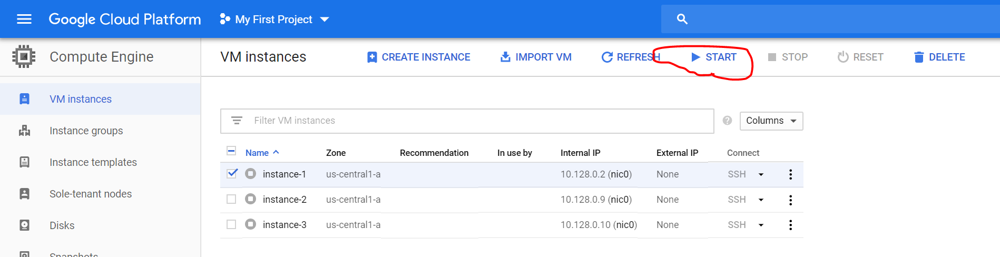 Google Cloud Platform My First Project
Compute Engine
VM instances CREATE INSTANCE IMPORT VM REFRESH START STOP RESET DELETE
VM instances
Instance groups
Instance templates
Sole-tenant nodes
Disks
Snapshots
Filter VM instances ? Columns
Name Zone Recommendation In use by Internal IP External IP Connect
instance-1 us-central1-a 10.128.0.2 (nic0) None SSH
instance-2 us-central1-a 10.128.0.9 (nic0) None SSH
instance-3 us-central1-a 10.128.0.10 (nic0) None SSH